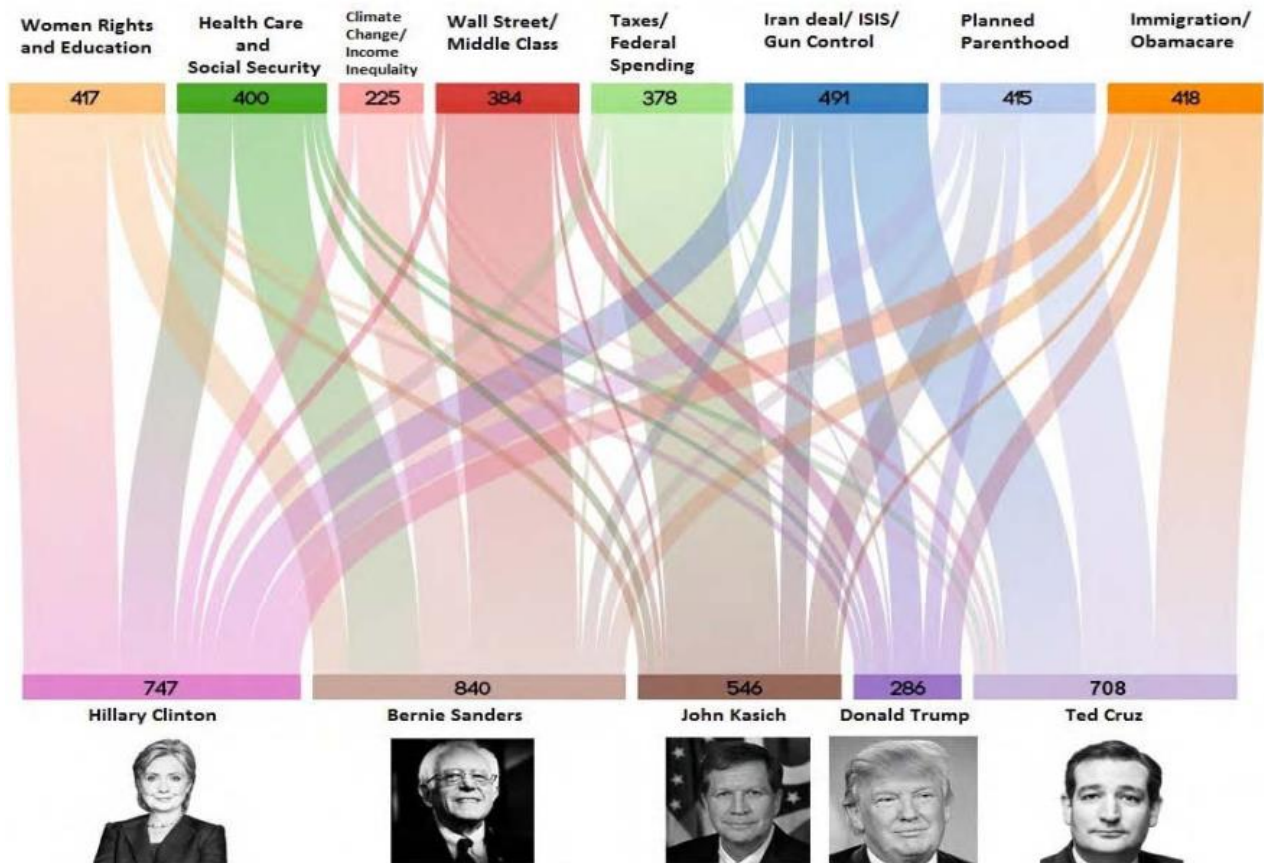 Women Rights
and Education
Health Care
and
Social Security
Climate
Change/
Income
Inequlaity
Wall Street/
Middle Class
Taxes/
Federal
Spending
Iran deal/ ISIS/
Gun Control
Planned
Parenthood
Immigration/
Obamacare
417
400
225
384
378
491
415
418
747
840
546
286
708
Hillary Clinton
Bernie Sanders
John Kasich
Donald Trump
Ted Cruz